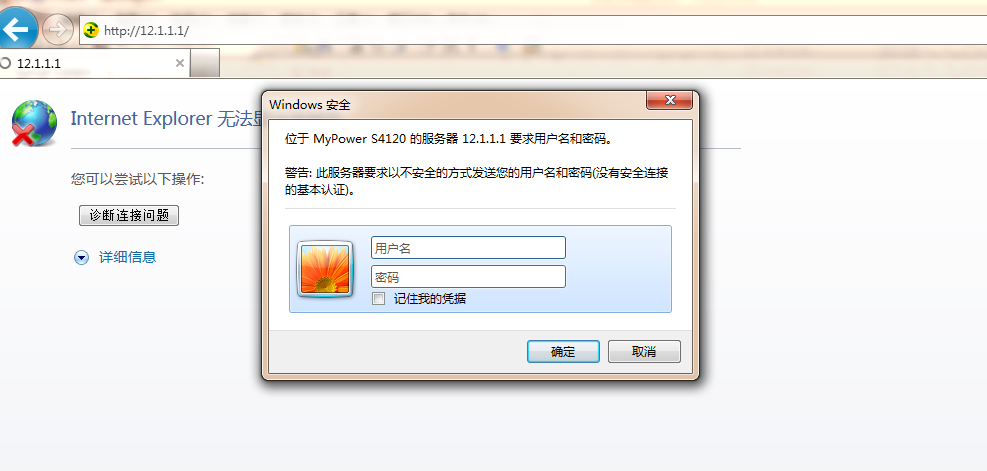 http://12.1.1.1/
12.1.1.1
Windows 安全
Internet Explorer 无法显
位于 MyPower S4120 的服务器 12.1.1.1 要求用户名和密码。
警告: 此服务器要求以不安全的方式发送您的用户名和密码(没有安全连接
的基本认证)。
您可以尝试以下操作:
诊断连接问题
详细信息
用户名
密码
记住我的凭据
确定
取消